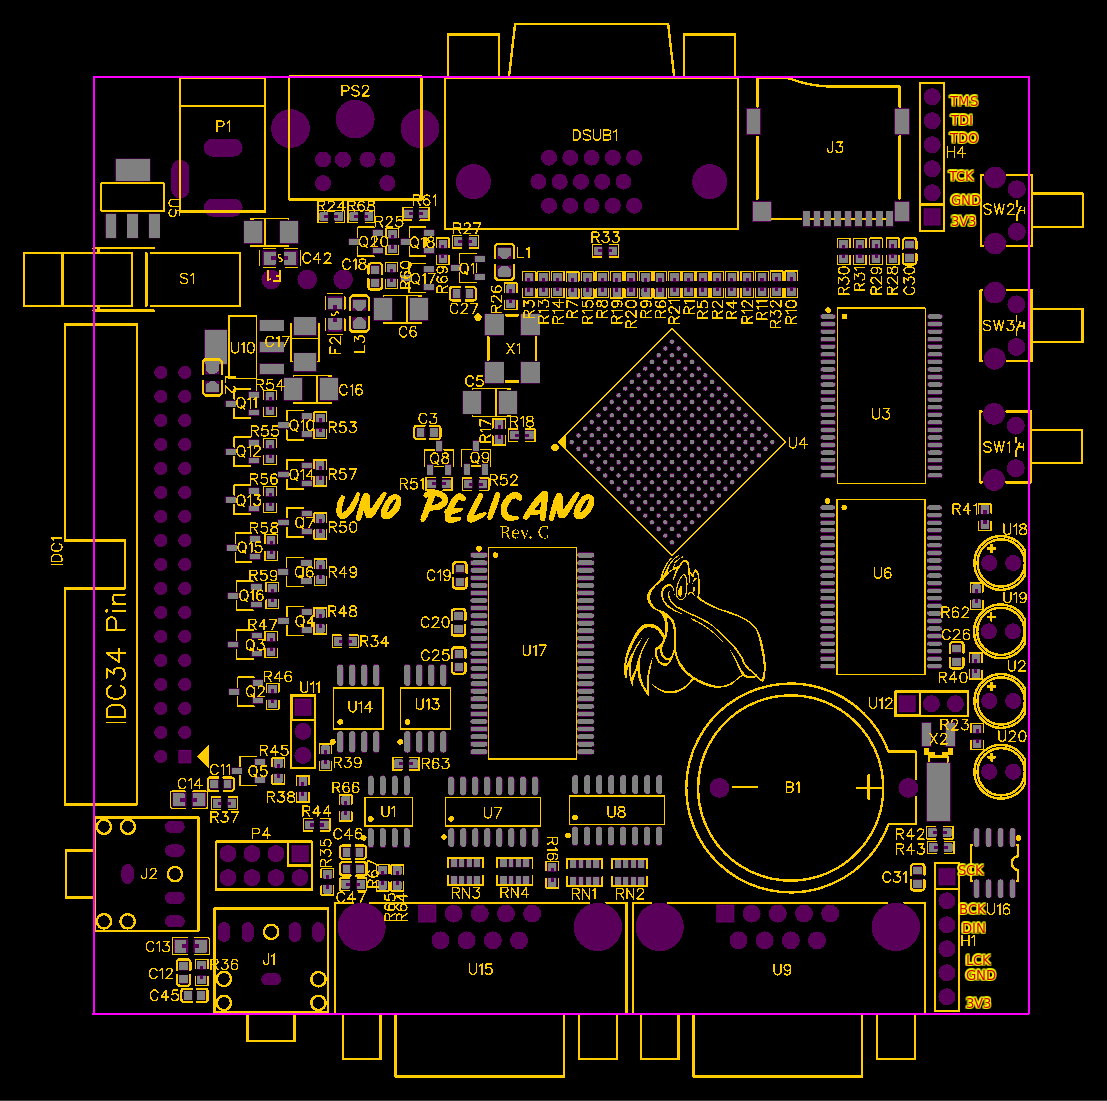 PS2
P1
DSUB1
J3
TMS
TDI
TDO
H4
TCK
GND
3V3
U5
R24 R68 R61
SW2
R25
Q20 Q18 R27
R33
S1
C42
F1
C18 R60 Q17 R69 Q1 L1
R30 R31 R29 R28 C30
C27 R26
R3 R13 R14 R7 R15 R8 R19 R20 R9 R6 R21 R1 R5 R2 R4 R12 R11 R32 R10
C6
SW3
U10 C17 F2 L3
X1
R54 C16 C5
Q11
U3
R55 Q10 R53 C3 R17 R18
U4
SW1
Q12 Q8 Q9
R56 Q14 R57
R51 R52
Q13
UNO PELICANO
R58 Q7 R50
Rev. C
R41
U18
IDC1
Q15
R59 Q6 R49 C19
U6
Q16
U19
R48
R62
R47 Q4 C20
IDC34 Pin
Q3 R34
C26
U17
C25
R46
U2
R40
Q2 U11
U14 U13
U12
R23
U20
X2
R45
R39 R63
Q5
C11
C14 R38 R66
B1
R37
R44 U1 U7 U8
P4 C46
R42
R35 R16
R43
J2
R67
C31
SCK
C47 RN3 RN4 RN1 RN2
R65 R64
BCK
U16
DIN
H1
C13
J1
R36
LCK
C12
U15 U9
GND
C45
3V3